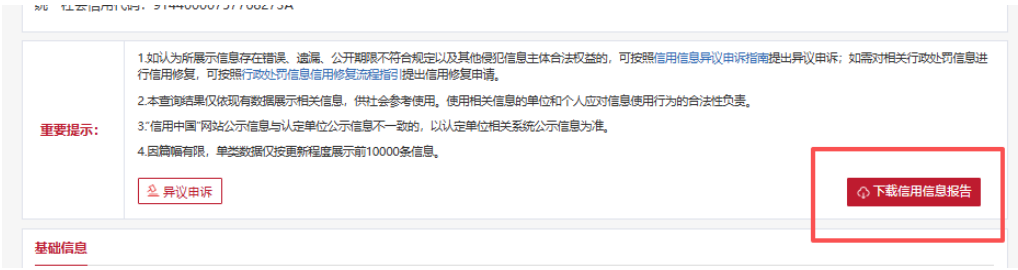 重要提示：
1.如认为所展示信息存在错误、遗漏、公开期限不符合规定以及其他侵犯信息主体合法权益的，可按照信用信息异议申诉指南提出异议申诉；如需对相关行政处罚信息进
行信用修复，可按照行政处罚信息信用修复流程指引提出信用修复申请。
2.本查询结果仅依现有数据展示相关信息，供社会参考使用。使用相关信息的单位和个人应对信息使用行为的合法性负责。
3.“信用中国”网站公示信息与认定单位公示信息不一致的，以认定单位相关系统公示信息为准。
4.因篇幅有限，单类数据仅按更新程度展示前10000条信息。
异议申诉
下载信用信息报告
基础信息